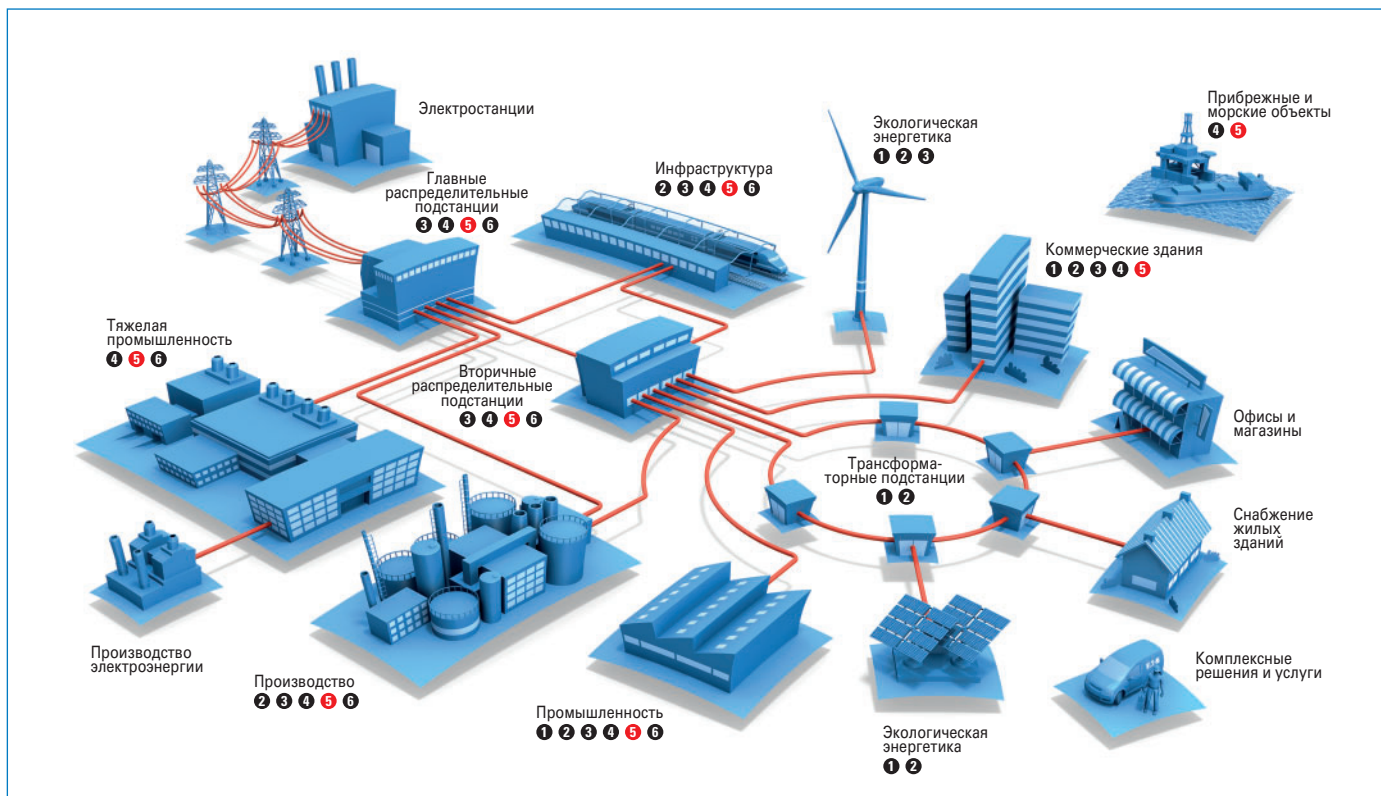 Электростанции
Прибрежные и
морские объекты
4 5
Экологическая
энергетика
1 2 3
Инфраструктура
2 3 4 5 6
Главные
распределительные
подстанции
3 4 5 6
Коммерческие здания
1 2 3 4 5
Тяжелая
промышленность
4 5 6
Вторичные
распределительные
подстанции
3 4 5 6
Офисы и
магазины
Трансформа-
торные подстанции
1 2
Снабжение
жилых
зданий
Производство
электроэнергии
Производство
2 3 4 5 6
Промышленность
1 2 3 4 5 6
Экологическая
энергетика
1 2
Комплексные
решения и услуги